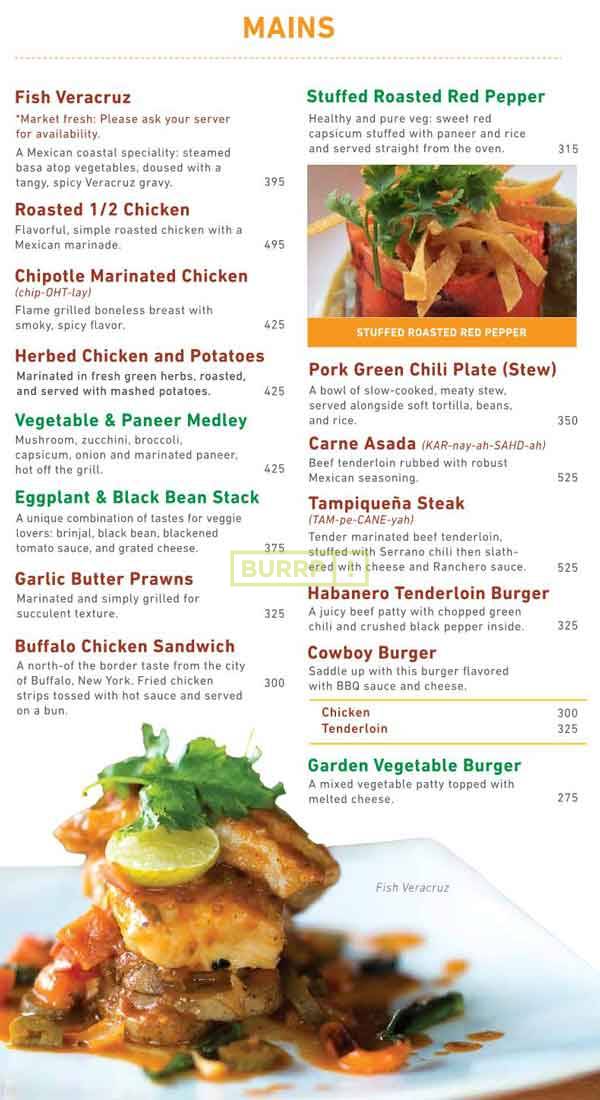 MAINS
Fish Veracruz
*Market fresh: Please ask your server
for availability.
A Mexican coastal speciality: steamed
basa atop vegetables, doused with a
tangy, spicy Veracruz gravy. 395
Roasted 1/2 Chicken
Flavorful, simple roasted chicken with a
Mexican marinade. 495
Chipotle Marinated Chicken
(chip-OHT-lay)
Flame grilled boneless breast with
smoky, spicy flavor. 425
Herbed Chicken and Potatoes
Marinated in fresh green herbs, roasted,
and served with mashed potatoes. 425
Vegetable & Paneer Medley
Mushroom, zucchini, broccoli,
capsicum, onion and marinated paneer,
hot off the grill. 425
Eggplant & Black Bean Stack
A unique combination of tastes for veggie
lovers: brinjal, black bean, blackened
tomato sauce, and grated cheese. 375
Garlic Butter Prawns
Marinated and simply grilled for
succulent texture. 325
Buffalo Chicken Sandwich
A north-of the border taste from the city
of Buffalo, New York. Fried chicken 300
strips tossed with hot sauce and served
on a bun.
Stuffed Roasted Red Pepper
Healthy and pure veg: sweet red
capsicum stuffed with paneer and rice
and served straight from the oven. 315
STUFFED ROASTED RED PEPPER
Pork Green Chili Plate (Stew)
A bowl of slow-cooked, meaty stew,
served alongside soft tortilla, beans,
and rice. 350
Carne Asada (KAR-nay-ah-SAHD-ah)
Beef tenderloin rubbed with robust
Mexican seasoning. 525
Tampiqueña Steak
(TAM-pe-CANE-yah)
Tender marinated beef tenderloin,
stuffed with Serrano chili then slath-
ered with cheese and Ranchero sauce. 525
Habanero Tenderloin Burger
A juicy beef patty with chopped green
chili and crushed black pepper inside. 325
Cowboy Burger
Saddle up with this burger flavored
with BBQ sauce and cheese.
Chicken 300
Tenderloin 325
Garden Vegetable Burger
A mixed vegetable patty topped with
melted cheese. 275
Fish Veracruz
BURRP!